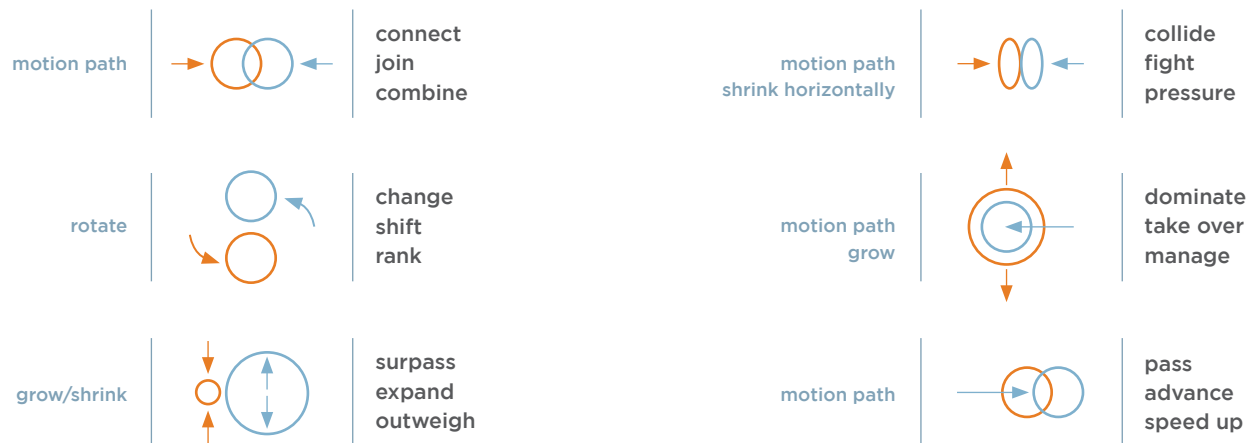 motion path
connect
join
combine
rotate
change
shift
rank
grow/shrink
surpass
expand
outweigh
motion path
shrink horizontally
collide
fight
pressure
motion path
grow
dominate
take over
manage
motion path
pass
advance
speed up